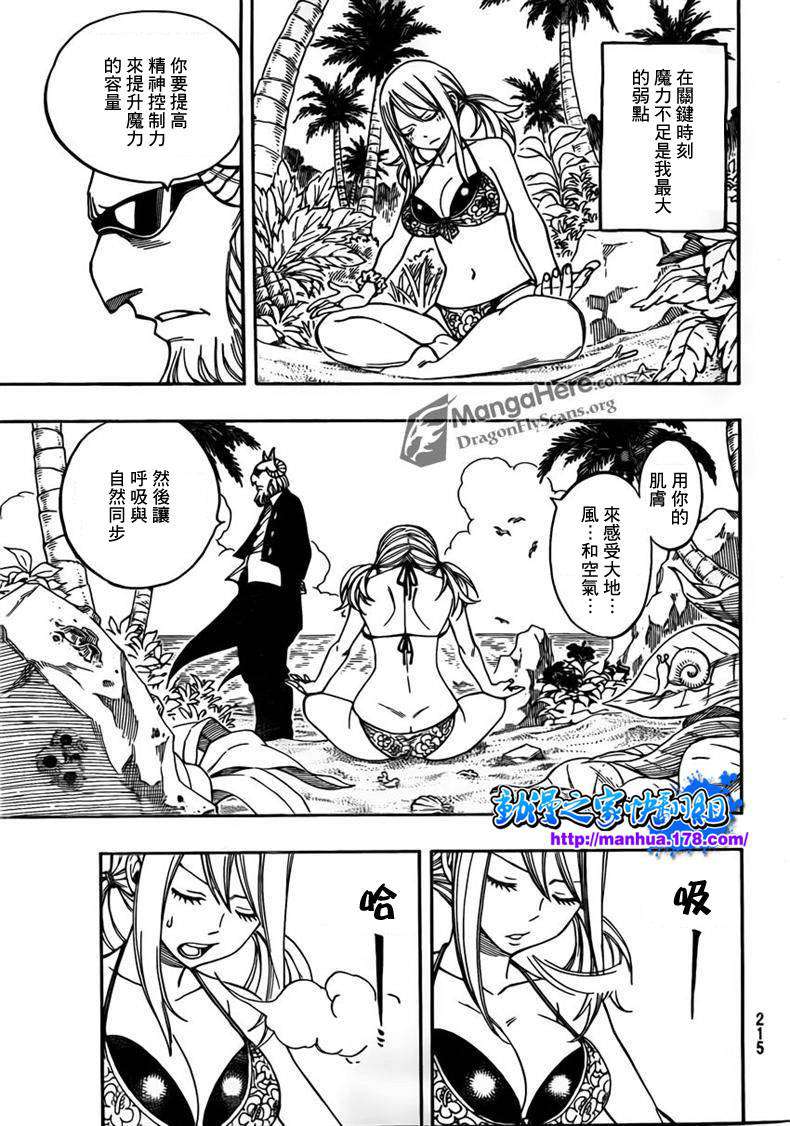 在關鍵時刻
魔力不足是我最大
的弱點
你要提高
精神控制力
來提升魔力
的容量
MangaHere.com
DragonFlyScans.org
用你的
肌膚
來感受大地…
風…和空氣…
然後讓
呼吸與
自然同步
動漫之家快翻組
http://manhua.178.com/
吸
哈
215